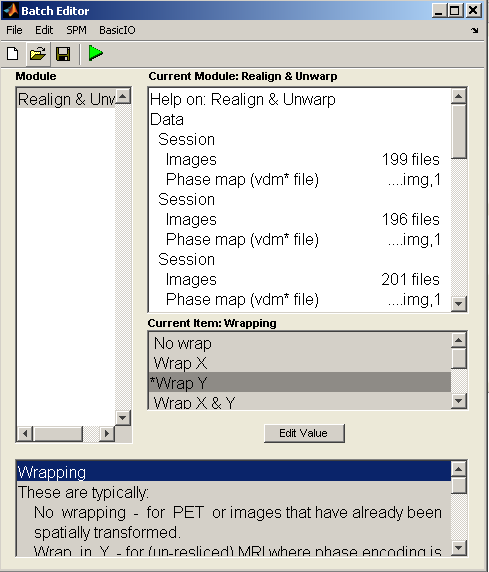 Batch Editor
File Edit SPM BasicIO
Module
Realign & Unw
Current Module: Realign & Unwarp
Help on: Realign & Unwarp
Data
Session
Images 199 files
Phase map (vdm* file) ....img,1
Session
Images 196 files
Phase map (vdm* file) ....img,1
Session
Images 201 files
Phase map (vdm* file) ....img,1
Current Item: Wrapping
No wrap
Wrap X
*Wrap Y
Wrap X & Y
Edit Value
Wrapping
These are typically:
No wrapping - for PET or images that have already been
spatially transformed.
Wrap in Y - for (un-resliced) MRI where phase encoding is